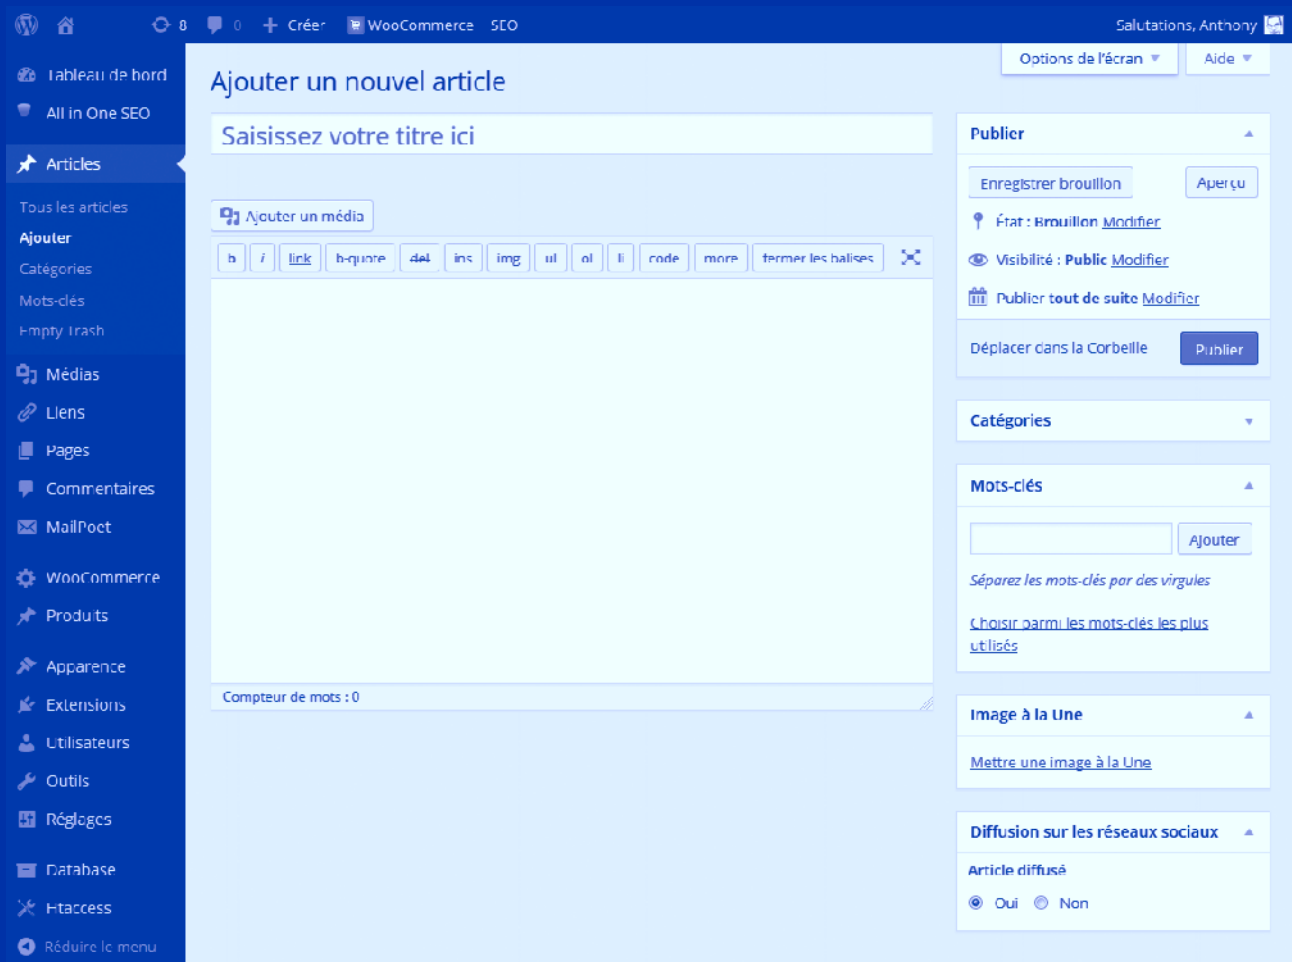 8 0 Créer WooCommerce SEO Salutations, Anthony
Tableau de bord
All in One SEO
Articles
Tous les articles
Ajouter
Catégories
Mots-clés
Empty Trash
Médias
Liens
Pages
Commentaires
MailPoet
WooCommerce
Produits
Apparence
Extensions
Utilisateurs
Outils
Réglages
Database
Htaccess
Réduire le menu
Options de l'écran Aide
Ajouter un nouvel article
Saisissez votre titre ici
Ajouter un média
b i link b-quote del ins img ul ol li code more fermer les balises
Compteur de mots : 0
Publier
Enregistrer brouillon Aperçu
État : Brouillon Modifier
Visibilité : Public Modifier
Publier tout de suite Modifier
Déplacer dans la Corbeille Publier
Catégories
Mots-clés
Ajouter
Séparez les mots-clés par des virgules
Choisir parmi les mots-clés les plus
utilisés
Image à la Une
Mettre une image à la Une
Diffusion sur les réseaux sociaux
Article diffusé
Oui Non